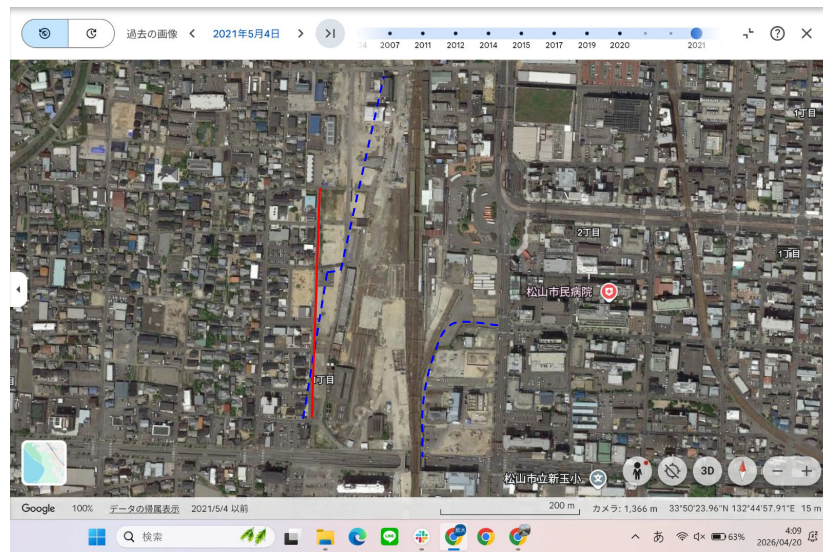 過去の画像 2021年5月4日
2007 2011 2012 2014 2015 2017 2019 2020 2021
1丁目
2丁目
1丁目
松山市民病院
1丁目
松山市立新玉小
3D
Google 100% データの帰属表示 2021/5/4 以前 200 m カメラ: 1,366 m 33°50'23.96"N 132°44'57.91"E 15 m
検索 あ 63% 4:09
2026/04/20